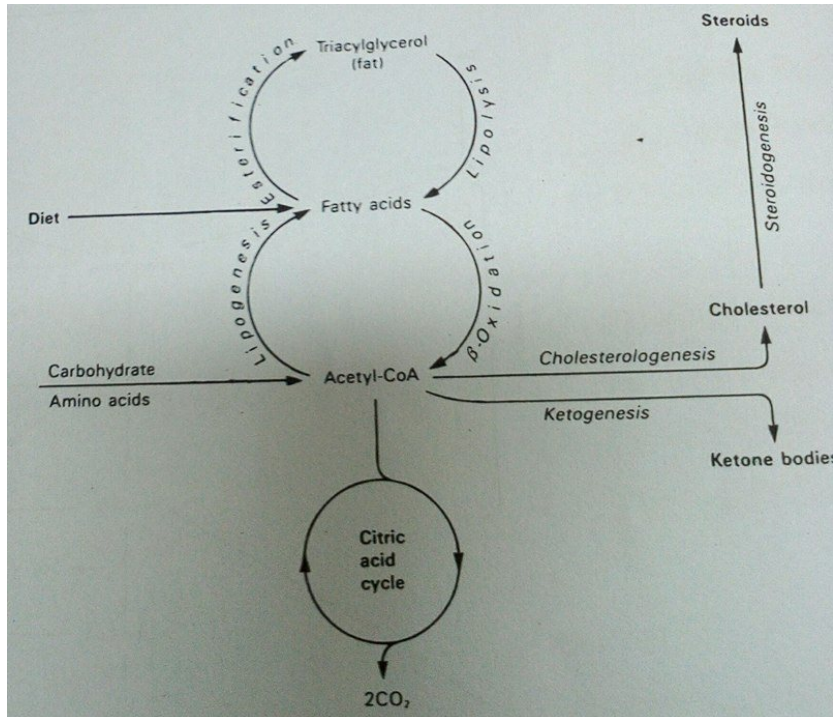 Steroids
Triacylglycerol
(fat)
Esterification
Lipolysis
Steroidogenesis
Diet
Fatty acids
Lipogenesis
β-Oxidation
Cholesterol
Cholesterologenesis
Carbohydrate
Acetyl-CoA
Amino acids
Ketogenesis
Ketone bodies
Citric
acid
cycle
2CO₂